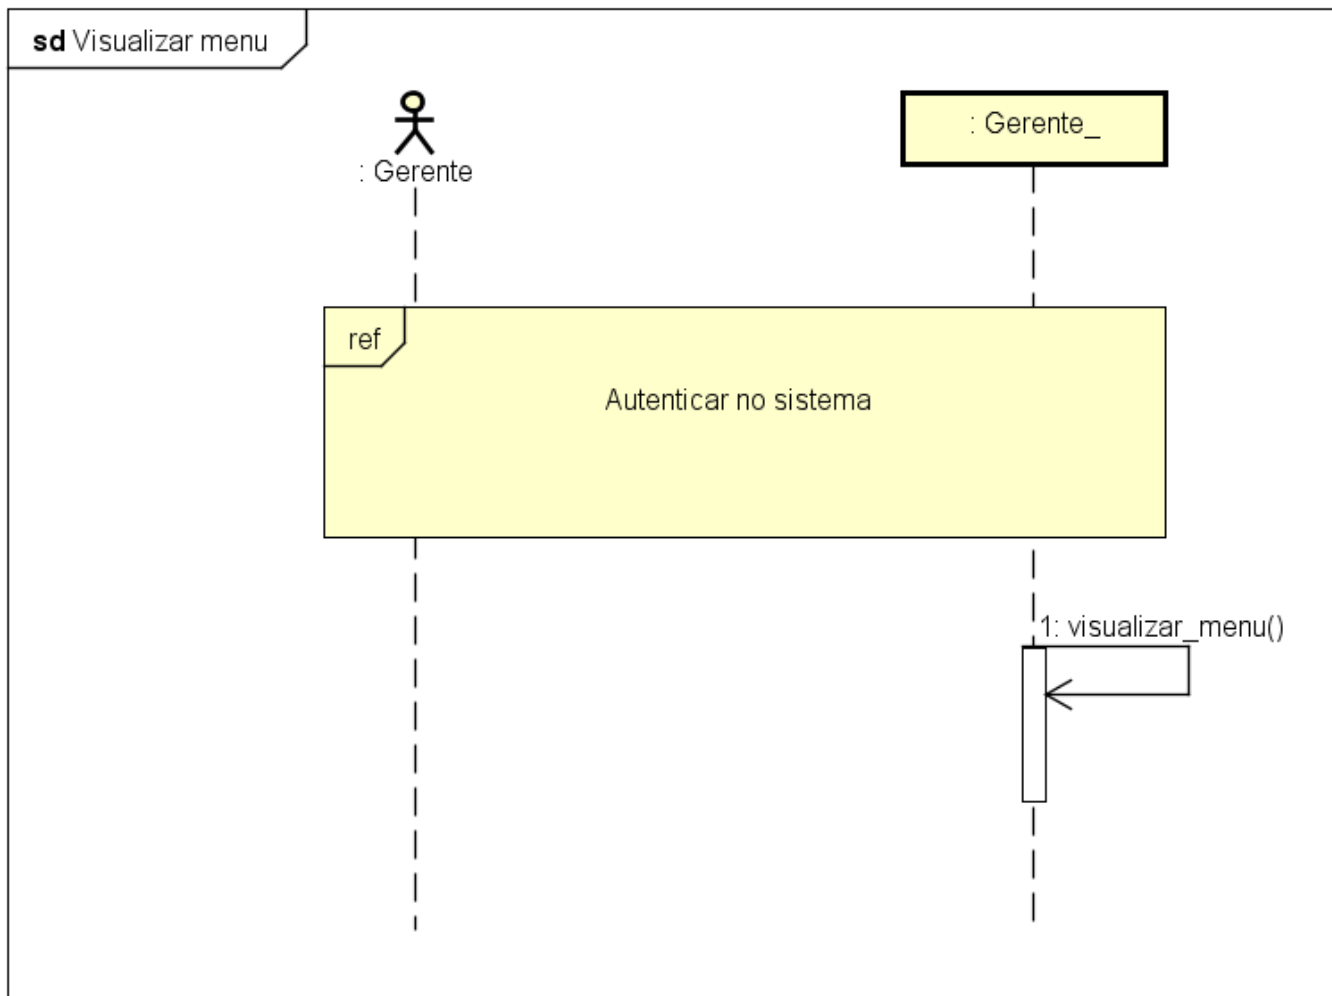 sd Visualizar menu
: Gerente
: Gerente_
ref
Autenticar no sistema
1: visualizar_menu()